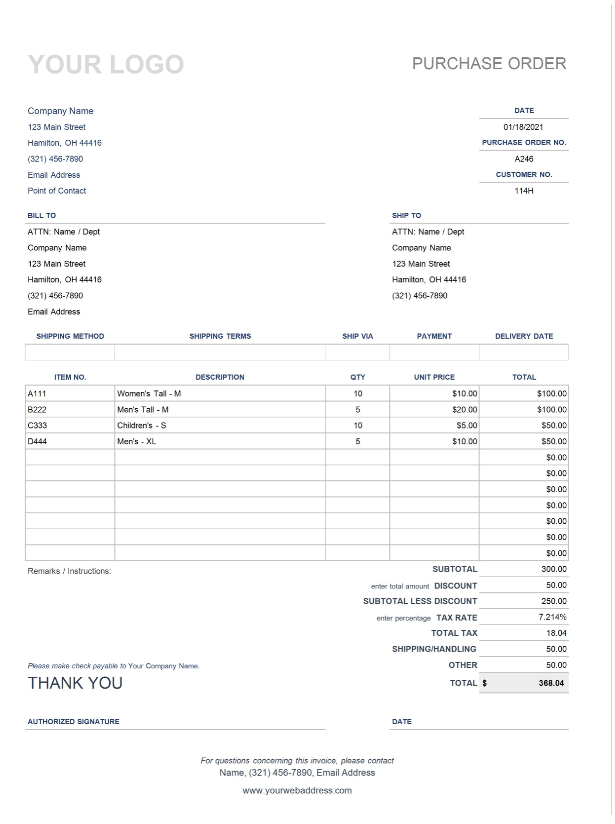 YOUR LOGO PURCHASE ORDER
Company Name DATE
123 Main Street 01/18/2021
Hamilton, OH 44416 PURCHASE ORDER NO.
(321) 456-7890 A246
Email Address CUSTOMER NO.
Point of Contact 114H
BILL TO SHIP TO
ATTN: Name / Dept ATTN: Name / Dept
Company Name Company Name
123 Main Street 123 Main Street
Hamilton, OH 44416 Hamilton, OH 44416
(321) 456-7890 (321) 456-7890
Email Address
SHIPPING METHOD SHIPPING TERMS SHIP VIA PAYMENT DELIVERY DATE
ITEM NO. DESCRIPTION QTY UNIT PRICE TOTAL
A111 Women's Tall - M 10 $10.00 $100.00
B222 Men's Tall - M 5 $20.00 $100.00
C333 Children's - S 10 $5.00 $50.00
D444 Men's - XL 5 $10.00 $50.00
$0.00
$0.00
$0.00
$0.00
$0.00
$0.00
$0.00
Remarks / Instructions: SUBTOTAL 300.00
enter total amount DISCOUNT 50.00
SUBTOTAL LESS DISCOUNT 250.00
enter percentage TAX RATE 7.214%
TOTAL TAX 18.04
SHIPPING/HANDLING 50.00
Please make check payable to Your Company Name. OTHER 50.00
THANK YOU TOTAL $ 368.04
AUTHORIZED SIGNATURE DATE
For questions concerning this invoice, please contact
Name, (321) 456-7890, Email Address
www.yourwebaddress.com